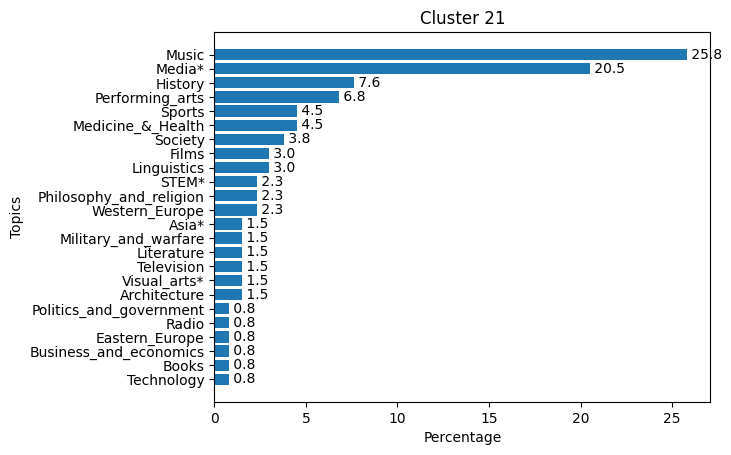 Cluster 21
Topics
Music 25.8
Media* 20.5
History 7.6
Performing_arts 6.8
Sports 4.5
Medicine_&_Health 4.5
Society 3.8
Films 3.0
Linguistics 3.0
STEM* 2.3
Philosophy_and_religion 2.3
Western_Europe 2.3
Asia* 1.5
Military_and_warfare 1.5
Literature 1.5
Television 1.5
Visual_arts* 1.5
Architecture 1.5
Politics_and_government 0.8
Radio 0.8
Eastern_Europe 0.8
Business_and_economics 0.8
Books 0.8
Technology 0.8
0 5 10 15 20 25
Percentage